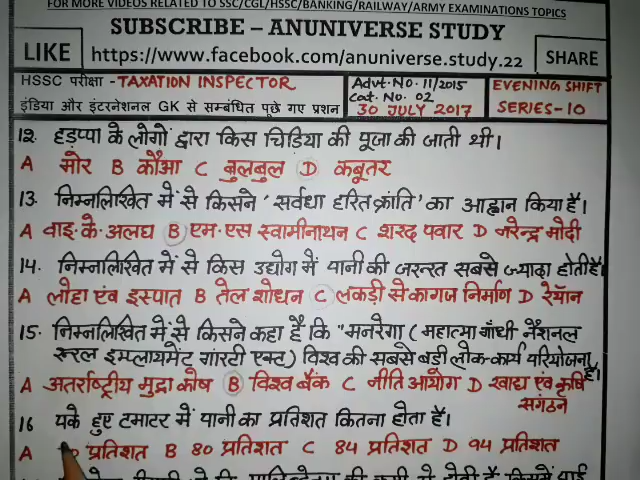 FOR MORE VIDEOS RELATED TO SSC/CGL/HSSC/BANKING/RAILWAY/ARMY EXAMINATIONS TOPICS
SUBSCRIBE – ANUNIVERSE STUDY
LIKE https://www.facebook.com/anuniverse.study.22 SHARE
HSSC परीक्षा - TAXATION INSPECTOR
इंडिया और इंटरनेशनल GK से सम्बंधित पूछे गए प्रशन
Advt. No. 11/2015
Cat. No. 02
30 JULY 2017
EVENING SHIFT
SERIES-10
12. हड़प्पा के लोगों द्वारा किस चिडिया की पूजा की जाती थी।
A मोर B कौआ C बुलबुल D कबूतर
13. निम्नलिखित में से किसने 'सर्वधा हरित क्रांति' का आह्वान किया है।
A वाई.के.अलघ B एम.एस स्वामीनाथन C शरद पवार D नरेन्द्र मोदी
14. निम्नलिखित में से किस उद्योग में पानी की जरूरत सबसे ज्यादा होती है।
A लोहा एंव इस्पात B तेल शोधन C लकड़ी से कागज निर्माण D रेयॉन
15. निम्नलिखित में से किसने कहा है कि "मनरेगा (महात्मा गांधी नैशनल
रूरल इम्प्लायमेंट गांरटी एक्ट) विश्व की सबसे बडी लोक-कार्य परियोजना है।
A अतर्राष्ट्रीय मुद्रा कोष B विश्व बैंक C नीति आयोग D खाद्य एंव कृषि
संगठन
16 पके हुए टमाटर में पानी का प्रतिशत कितना होता है।
A प्रतिशत B 80 प्रतिशत C 84 प्रतिशत D 94 प्रतिशत